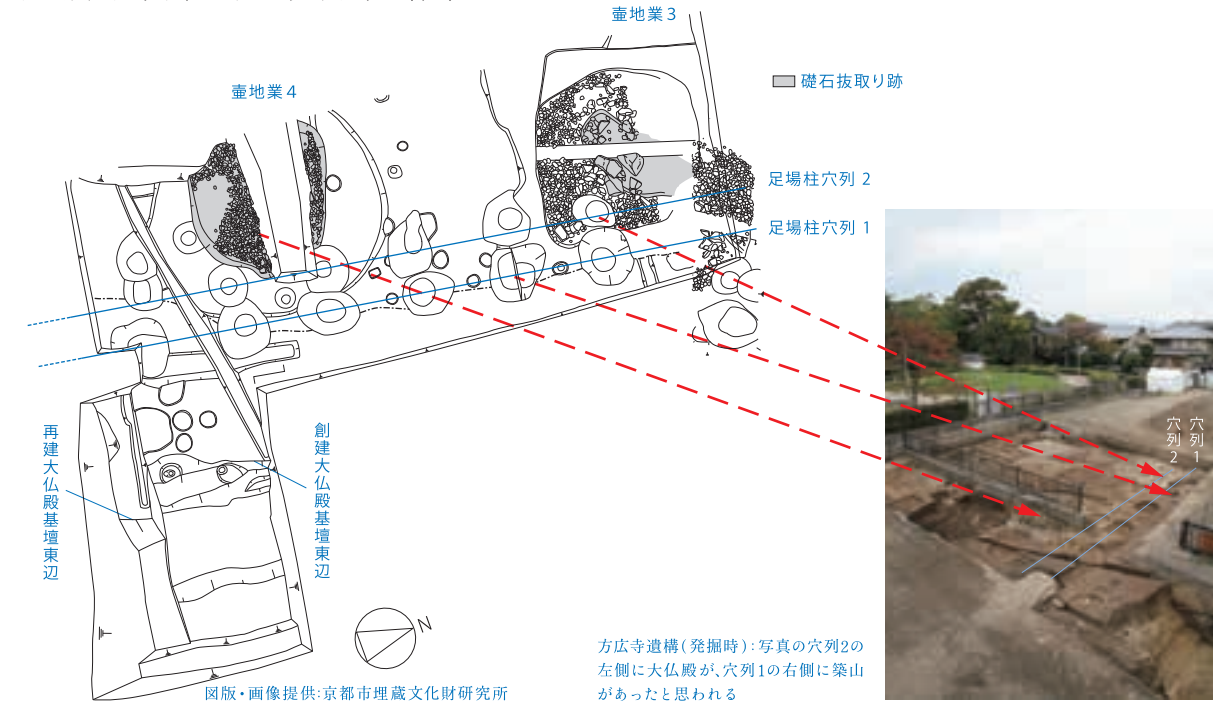 壷地業3
壷地業4
礎石抜取り跡
足場柱穴列 2
足場柱穴列 1
穴列2
穴列1
再建大仏殿基壇東辺
創建大仏殿基壇東辺
N
方広寺遺構(発掘時):写真の穴列2の
左側に大仏殿が、穴列1の右側に築山
があったと思われる
図版・画像提供:京都市埋蔵文化財研究所